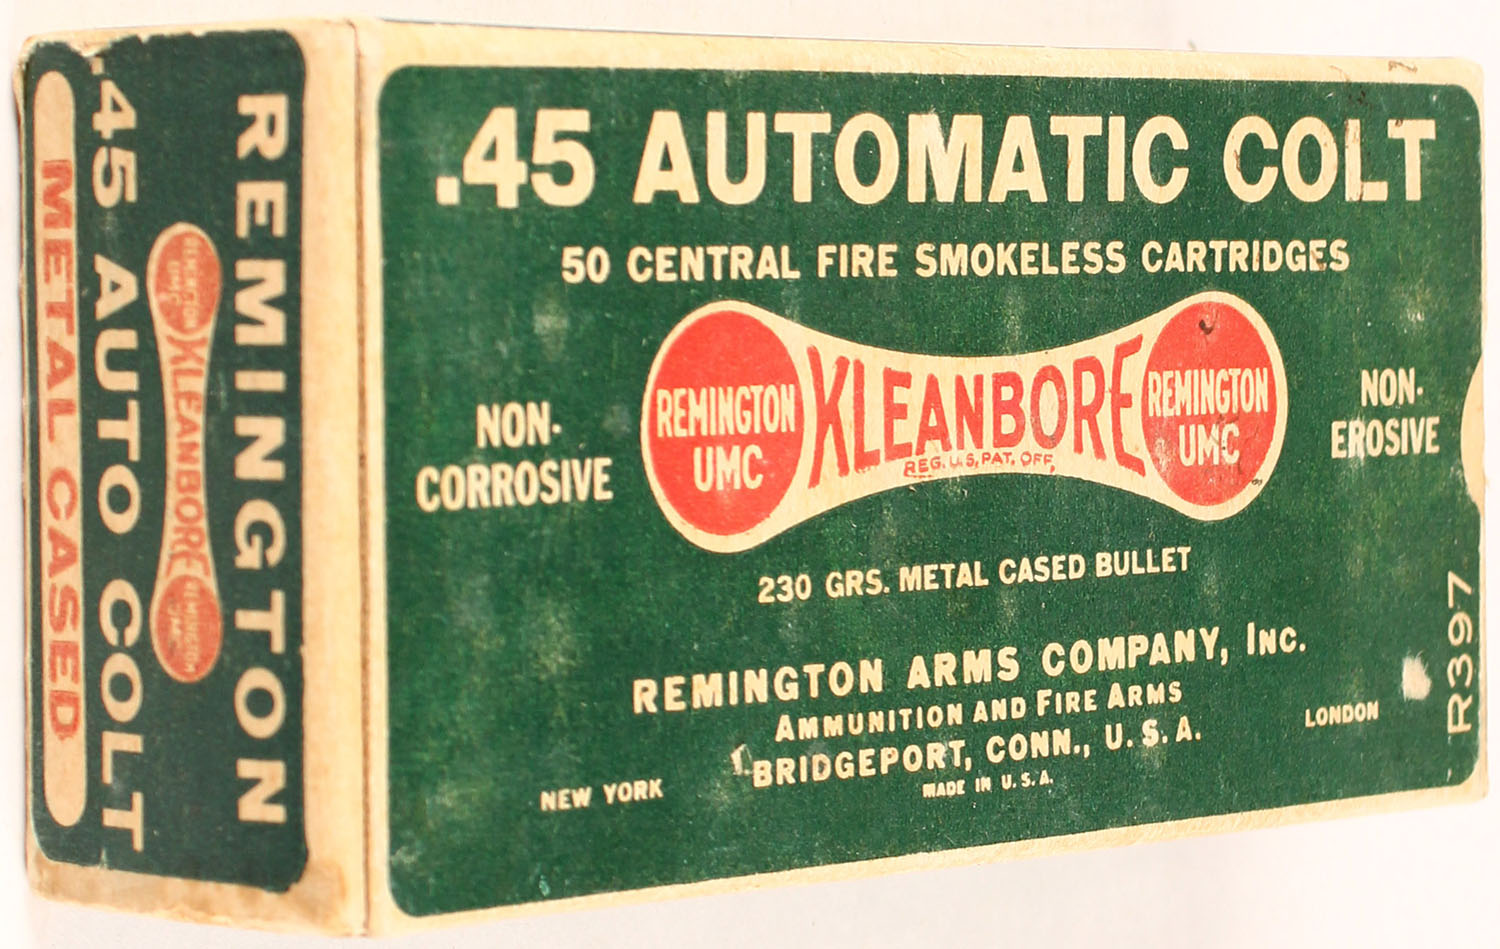 .45 AUTOMATIC COLT
50 CENTRAL FIRE SMOKELESS CARTRIDGES
NON-
CORROSIVE
REMINGTON
UMC
KLEANBORE
REG. U.S. PAT. OFF.
REMINGTON
UMC
NON-
EROSIVE
230 GRS. METAL CASED BULLET
REMINGTON ARMS COMPANY, INC.
AMMUNITION AND FIRE ARMS
BRIDGEPORT, CONN., U.S.A.
NEW YORK
MADE IN U.S.A.
LONDON
R397
REMINGTON
REMINGTON
UMC
KLEANBORE
REMINGTON
UMC
.45 AUTO COLT
METAL CASED